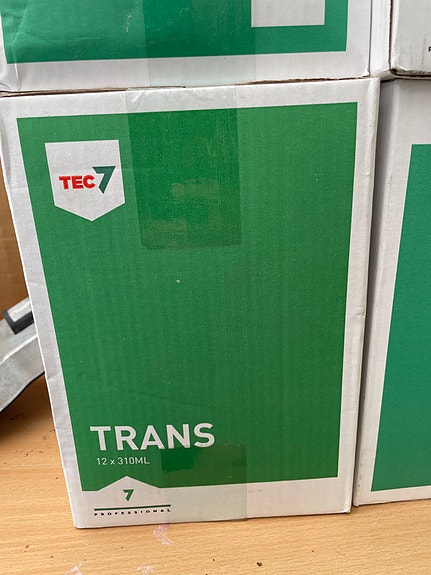 TEC7
TRANS
12 x 310ML
7
PROFESSIONAL